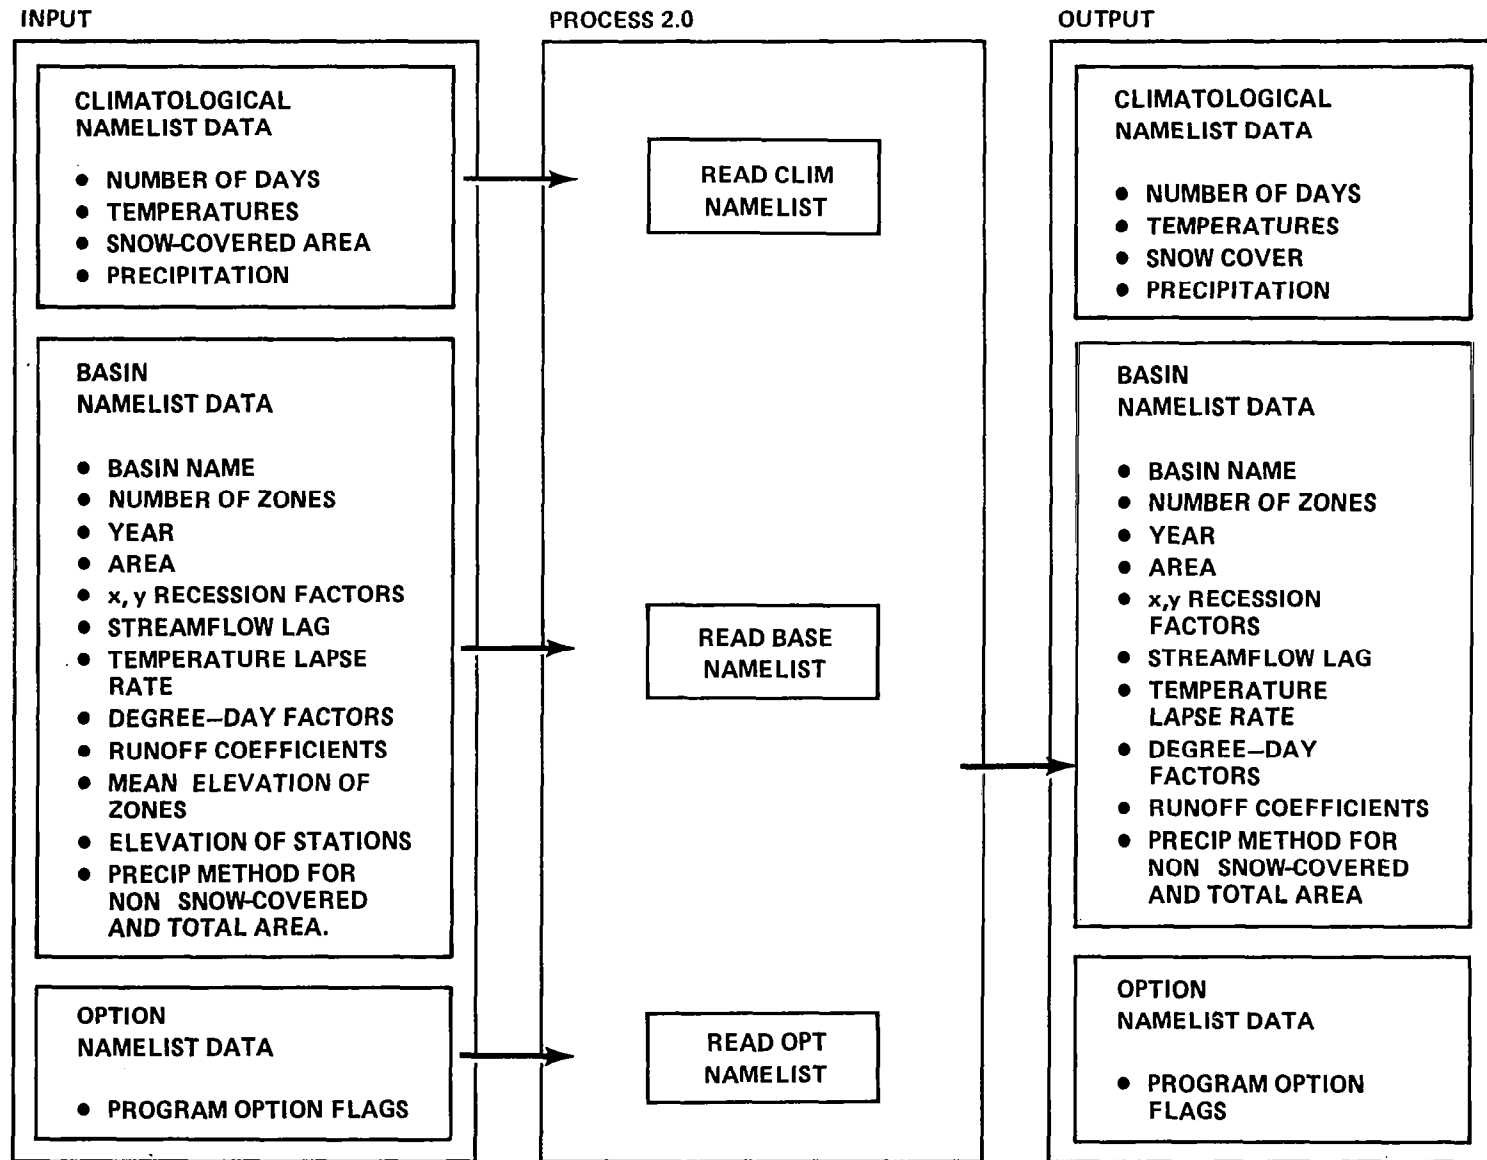 INPUT
CLIMATOLOGICAL
NAMELIST DATA
● NUMBER OF DAYS
● TEMPERATURES
● SNOW-COVERED AREA
● PRECIPITATION
BASIN
NAMELIST DATA
● BASIN NAME
● NUMBER OF ZONES
● YEAR
● AREA
● x, y RECESSION FACTORS
● STREAMFLOW LAG
● TEMPERATURE LAPSE
RATE
● DEGREE–DAY FACTORS
● RUNOFF COEFFICIENTS
● MEAN ELEVATION OF
ZONES
● ELEVATION OF STATIONS
● PRECIP METHOD FOR
NON SNOW-COVERED
AND TOTAL AREA.
OPTION
NAMELIST DATA
● PROGRAM OPTION FLAGS
PROCESS 2.0
READ CLIM
NAMELIST
READ BASE
NAMELIST
READ OPT
NAMELIST
OUTPUT
CLIMATOLOGICAL
NAMELIST DATA
● NUMBER OF DAYS
● TEMPERATURES
● SNOW COVER
● PRECIPITATION
BASIN
NAMELIST DATA
● BASIN NAME
● NUMBER OF ZONES
● YEAR
● AREA
● x,y RECESSION
FACTORS
● STREAMFLOW LAG
● TEMPERATURE
LAPSE RATE
● DEGREE–DAY
FACTORS
● RUNOFF COEFFICIENTS
● PRECIP METHOD FOR
NON SNOW-COVERED
AND TOTAL AREA
OPTION
NAMELIST DATA
● PROGRAM OPTION
FLAGS